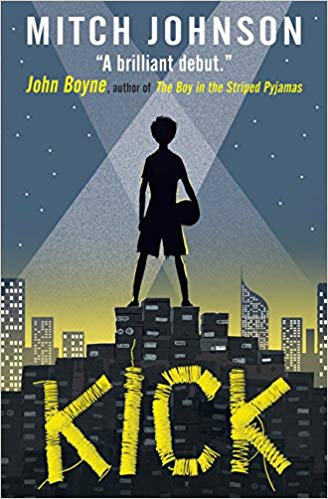 MITCH JOHNSON
“A brilliant debut.”
John Boyne, author of The Boy in the Striped Pyjamas
KICK